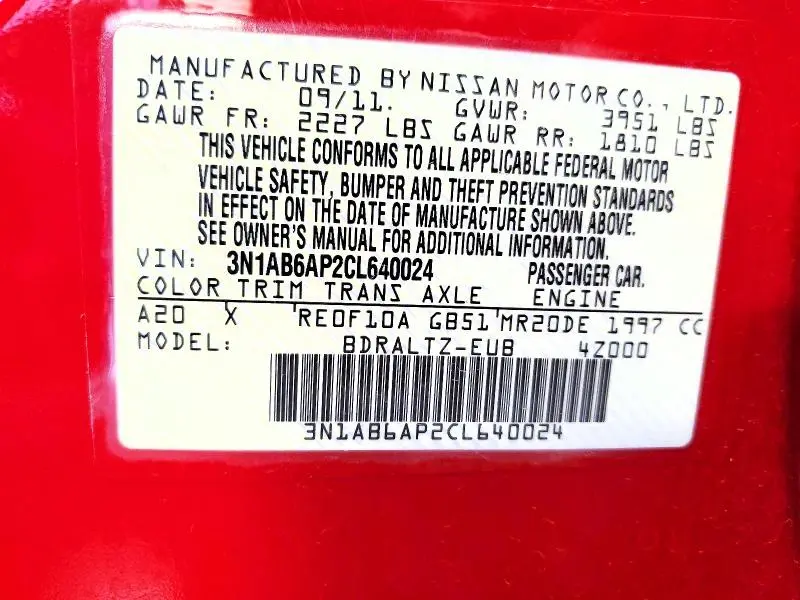 MANUFACTURED BY NISSAN MOTOR CO., LTD.
DATE: 09/11. GVWR: 3951 LBS
GAWR FR: 2227 LBS GAWR RR: 1810 LBS
THIS VEHICLE CONFORMS TO ALL APPLICABLE FEDERAL MOTOR
VEHICLE SAFETY, BUMPER AND THEFT PREVENTION STANDARDS
IN EFFECT ON THE DATE OF MANUFACTURE SHOWN ABOVE.
SEE OWNER'S MANUAL FOR ADDITIONAL INFORMATION.
VIN: 3N1AB6AP2CL640024 PASSENGER CAR.
COLOR TRIM TRANS AXLE ENGINE
A20 X RE0F10A GB51 MR20DE 1997 CC
MODEL: BDRALTZ-EUB 4Z000
3N1AB6AP2CL640024